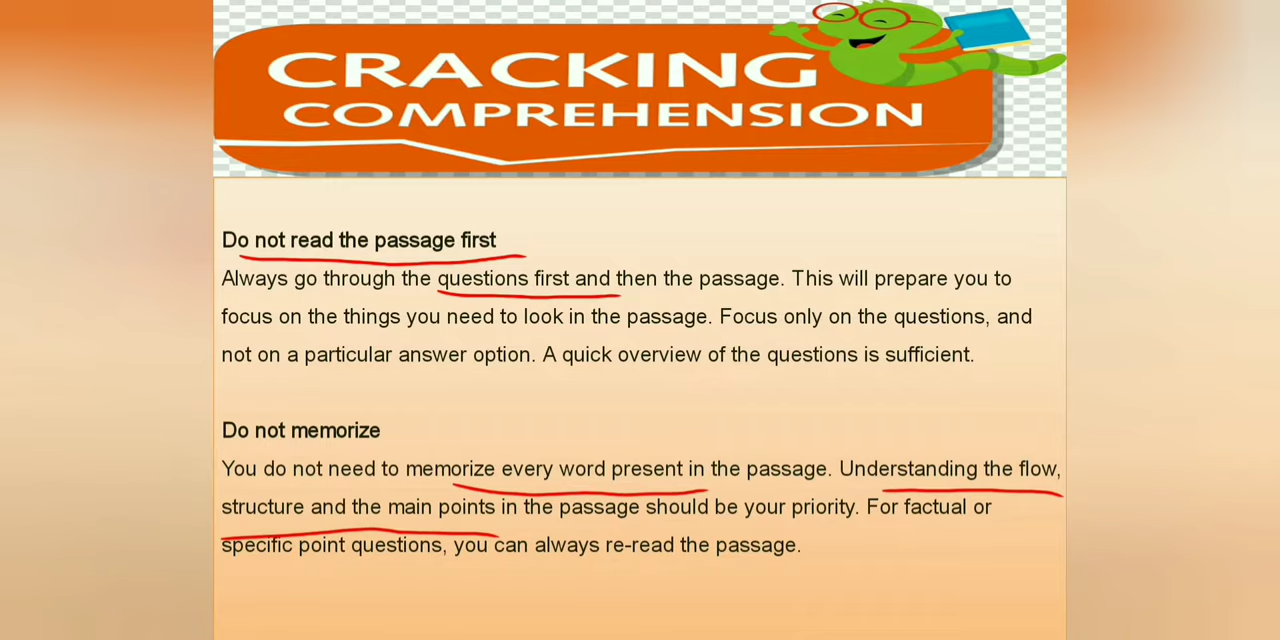 CRACKING
COMPREHENSION
Do not read the passage first
Always go through the questions first and then the passage. This will prepare you to
focus on the things you need to look in the passage. Focus only on the questions, and
not on a particular answer option. A quick overview of the questions is sufficient.
Do not memorize
You do not need to memorize every word present in the passage. Understanding the flow,
structure and the main points in the passage should be your priority. For factual or
specific point questions, you can always re-read the passage.